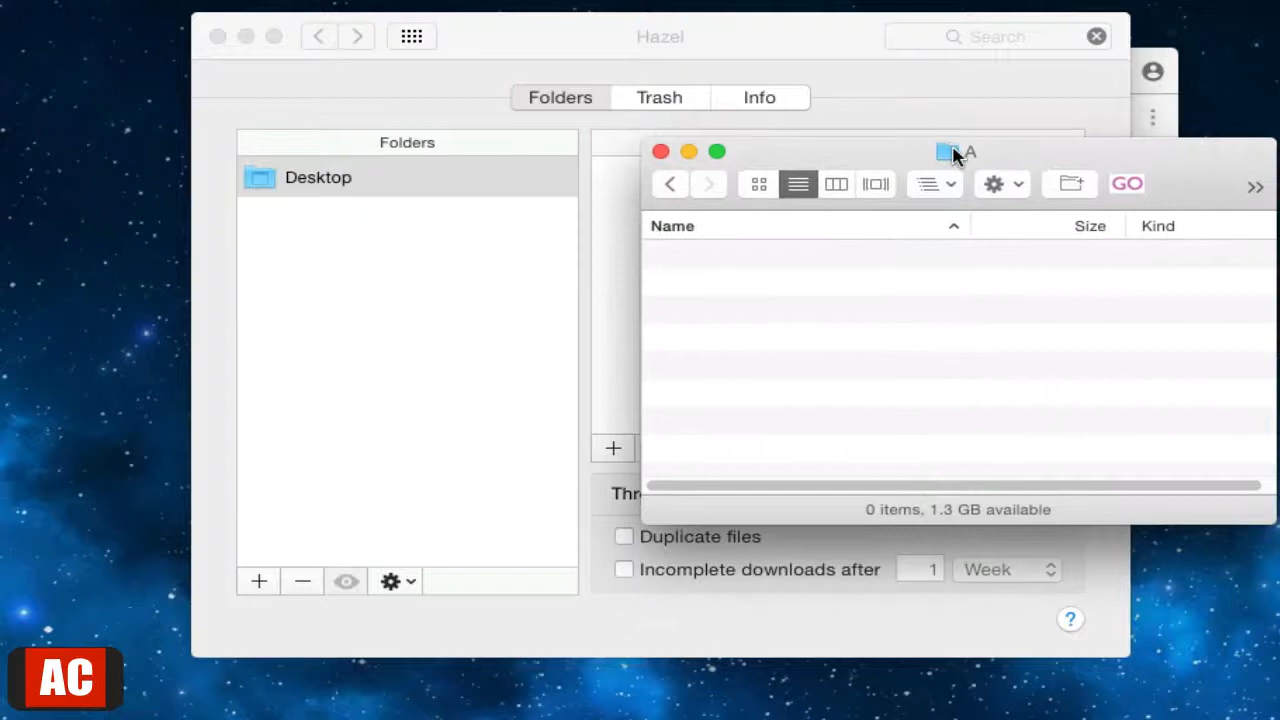 Hazel
Search
Folders
Trash
Info
Folders
Desktop
A
GO
Name
Size
Kind
0 items, 1.3 GB available
Thr
Duplicate files
Incomplete downloads after
1
Week
?
AC